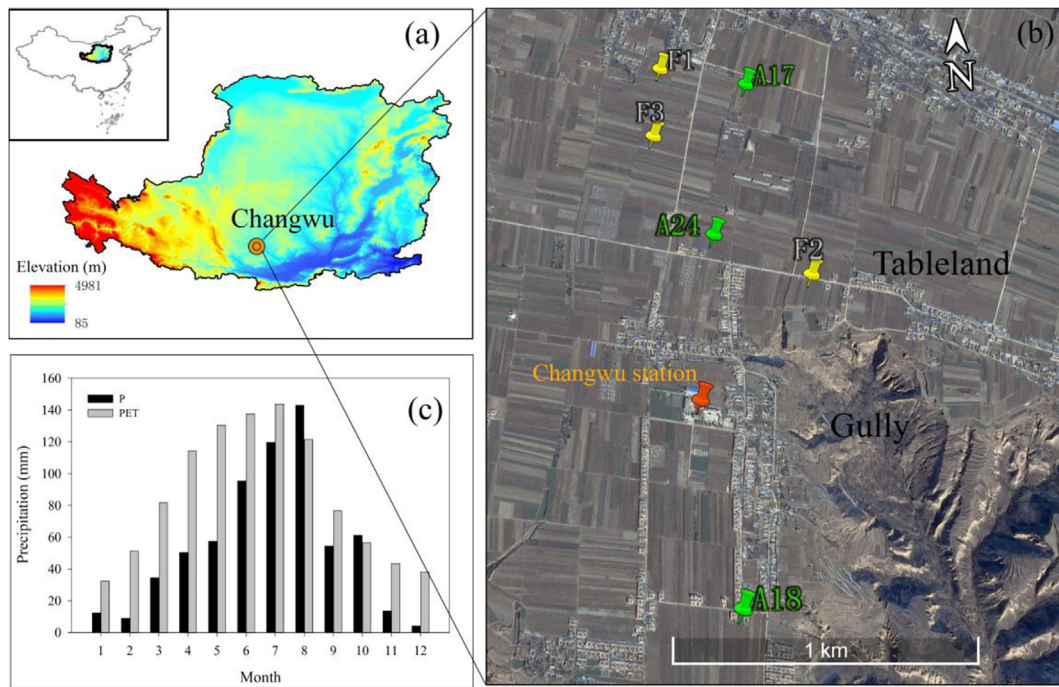 (a)
Changwu
Elevation (m)
4981
85
(b)
N
F1
A17
F3
A24
F2
Tableland
Changwu station
Gully
A18
1 km
(c)
Precipitation (mm)
160
140
120
100
80
60
40
20
0
P
PET
1 2 3 4 5 6 7 8 9 10 11 12
Month